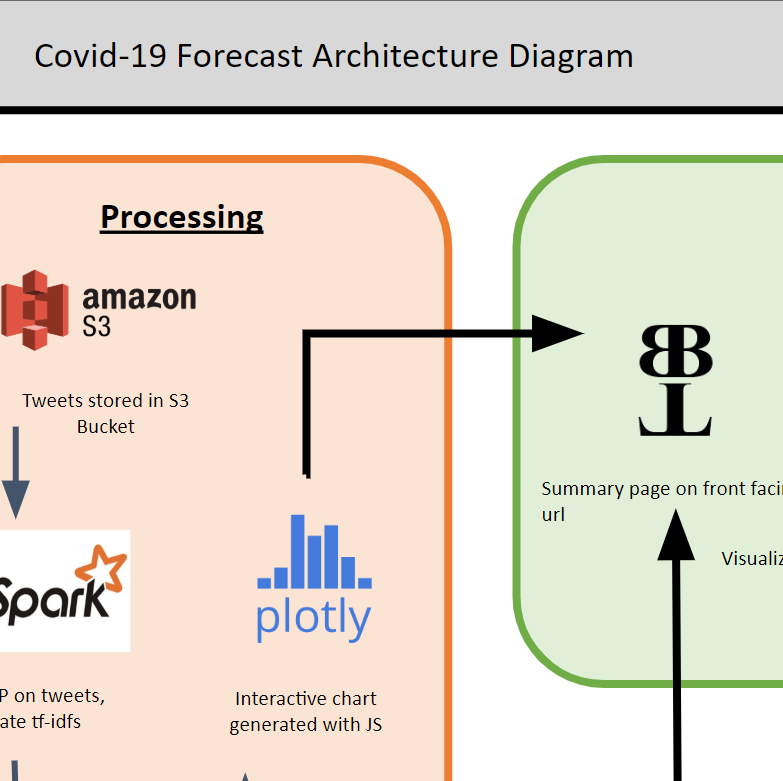 Covid-19 Forecast Architecture Diagram
Processing
amazon
S3
Tweets stored in S3
Bucket
Spark
P on tweets,
ate tf-idfs
plotly
Interactive chart
generated with JS
Summary page on front faci
url
Visualiz